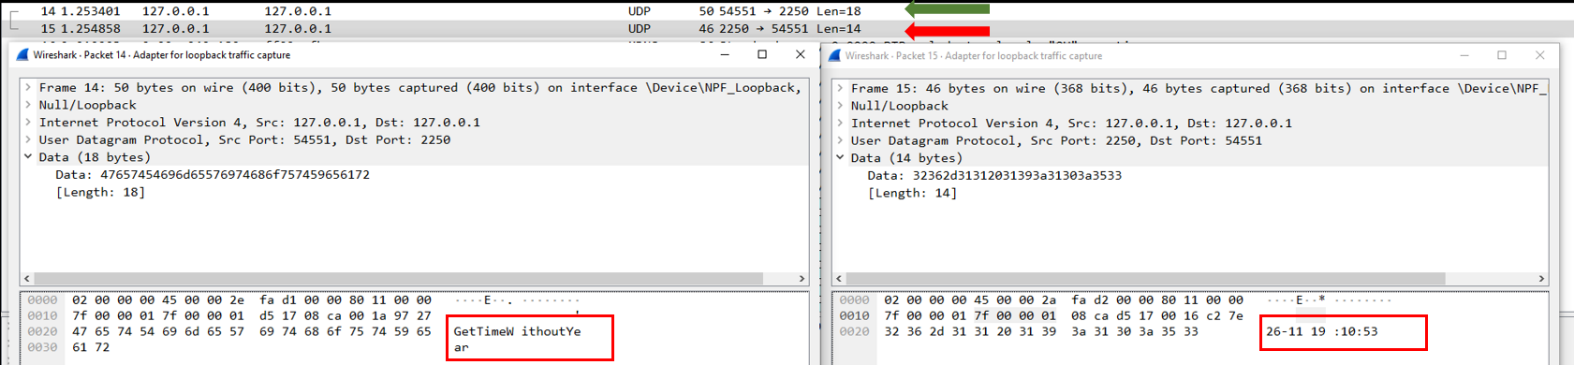 14 1.253401 127.0.0.1 127.0.0.1 UDP 50 54551 → 2250 Len=18
15 1.254858 127.0.0.1 127.0.0.1 UDP 46 2250 → 54551 Len=14
Wireshark · Packet 14 · Adapter for loopback traffic capture
Frame 14: 50 bytes on wire (400 bits), 50 bytes captured (400 bits) on interface \Device\NPF_Loopback,
Null/Loopback
Internet Protocol Version 4, Src: 127.0.0.1, Dst: 127.0.0.1
User Datagram Protocol, Src Port: 54551, Dst Port: 2250
Data (18 bytes)
Data: 47657454696d65576974686f757459656172
[Length: 18]
0000 02 00 00 00 45 00 00 2e fa d1 00 00 80 11 00 00 ····E··. ········
0010 7f 00 00 01 7f 00 00 01 d5 17 08 ca 00 1a 97 27
0020 47 65 74 54 69 6d 65 57 69 74 68 6f 75 74 59 65 GetTimeW ithoutYe
0030 61 72 ar
Wireshark · Packet 15 · Adapter for loopback traffic capture
Frame 15: 46 bytes on wire (368 bits), 46 bytes captured (368 bits) on interface \Device\NPF_
Null/Loopback
Internet Protocol Version 4, Src: 127.0.0.1, Dst: 127.0.0.1
User Datagram Protocol, Src Port: 2250, Dst Port: 54551
Data (14 bytes)
Data: 32362d31312031393a31303a3533
[Length: 14]
0000 02 00 00 00 45 00 00 2a fa d2 00 00 80 11 00 00 ····E··* ········
0010 7f 00 00 01 7f 00 00 01 08 ca d5 17 00 16 c2 7e
0020 32 36 2d 31 31 20 31 39 3a 31 30 3a 35 33 26-11 19 :10:53